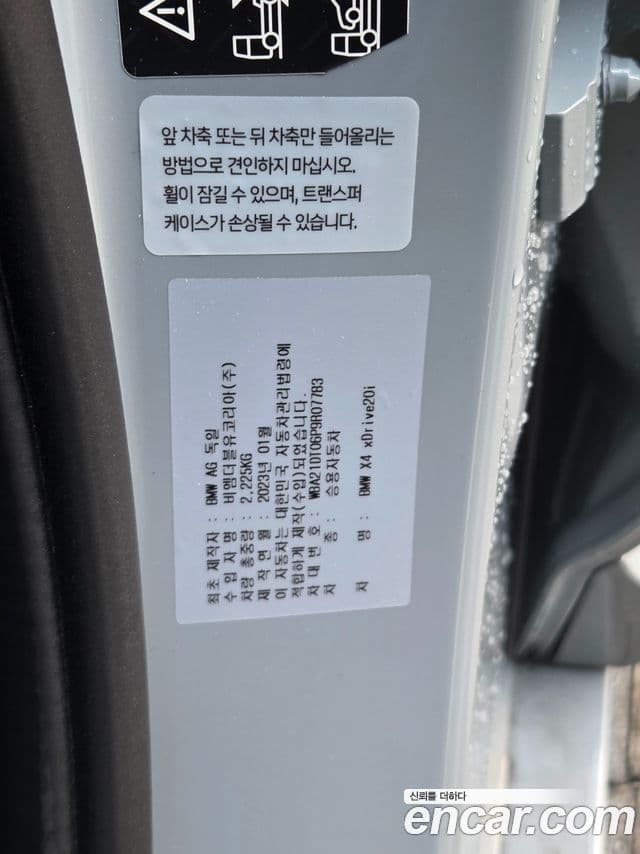 앞 차축 또는 뒤 차축만 들어올리는
방법으로 견인하지 마십시오.
휠이 잠길 수 있으며, 트랜스퍼
케이스가 손상될 수 있습니다.
최초 제작자 : BMW AG 독일
수 입 자 명 : 비엠더블유코리아(주)
차량 총중량 : 2,225KG
제 작 연 월 : 2023년 01월
이 자동차는 대한민국 자동차관리법령에
적합하게 제작(수입)되었습니다.
차 대 번 호 : WBA21DT06P9R07783
차 종 : 승용자동차
차 명 : BMW X4 xDrive20i
신뢰를 더하다
encar.com